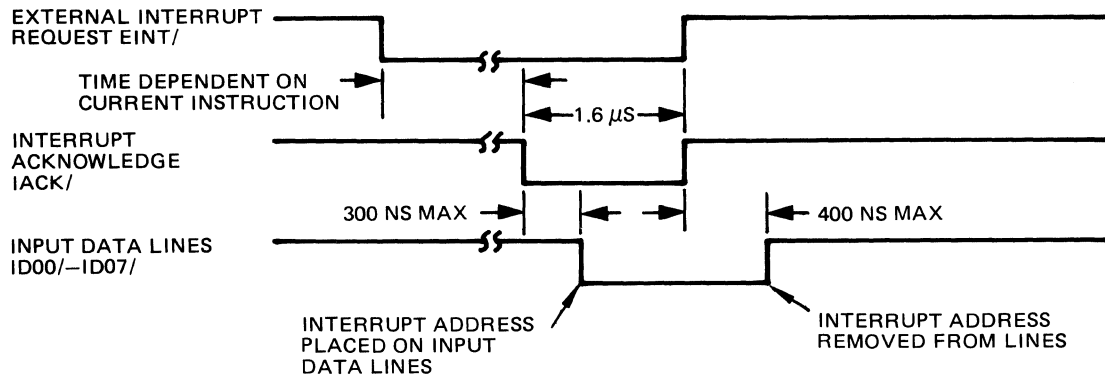 EXTERNAL INTERRUPT
REQUEST EINT/
TIME DEPENDENT ON
CURRENT INSTRUCTION
1.6 μS
INTERRUPT
ACKNOWLEDGE
IACK/
300 NS MAX
400 NS MAX
INPUT DATA LINES
ID00/–ID07/
INTERRUPT ADDRESS
PLACED ON INPUT
DATA LINES
INTERRUPT ADDRESS
REMOVED FROM LINES